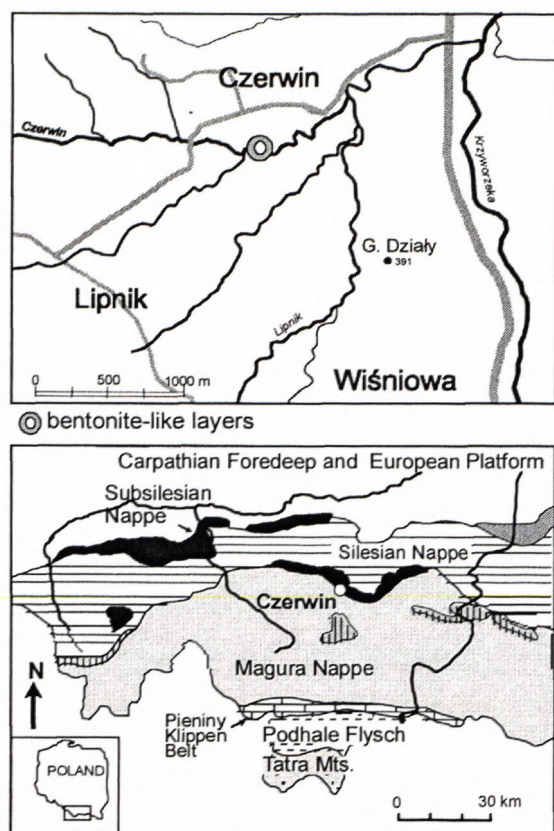 Czerwin
Czerwin
Krzyworzeka
G. Działy
391
Lipnik
Lipnik
0 500 1000 m
Wiśniowa
bentonite-like layers
Carpathian Foredeep and European Platform
Subsilesian
Nappe
Silesian Nappe
Czerwin
Magura Nappe
N
Pieniny
Klippen
Belt
Podhale Flysch
Tatra Mts.
POLAND
0 30 km